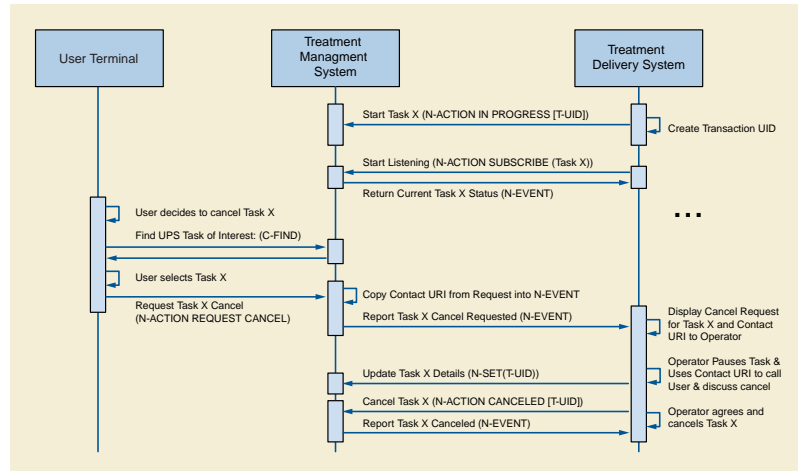 User Terminal
Treatment
Managment
System
Treatment
Delivery System
Start Task X (N-ACTION IN PROGRESS [T-UID])
Create Transaction UID
Start Listening (N-ACTION SUBSCRIBE (Task X))
Return Current Task X Status (N-EVENT)
User decides to cancel Task X
...
Find UPS Task of Interest: (C-FIND)
User selects Task X
Copy Contact URI from Request into N-EVENT
Request Task X Cancel
(N-ACTION REQUEST CANCEL)
Report Task X Cancel Requested (N-EVENT)
Display Cancel Request
for Task X and Contact
URI to Operator
Operator Pauses Task &
Uses Contact URI to call
User & discuss cancel
Update Task X Details (N-SET(T-UID))
Cancel Task X (N-ACTION CANCELED [T-UID])
Operator agrees and
cancels Task X
Report Task X Canceled (N-EVENT)